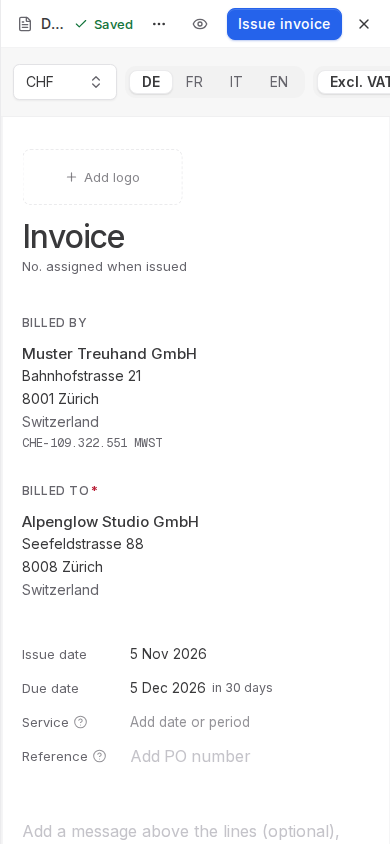 D... Saved ... Issue invoice
CHF DE FR IT EN Excl. VAT
Add logo
Invoice
No. assigned when issued
BILLED BY
Muster Treuhand GmbH
Bahnhofstrasse 21
8001 Zürich
Switzerland
CHE-109.322.551 MWST
BILLED TO*
Alpenglow Studio GmbH
Seefeldstrasse 88
8008 Zürich
Switzerland
Issue date 5 Nov 2026
Due date 5 Dec 2026 in 30 days
Service Add date or period
Reference Add PO number
Add a message above the lines (optional),